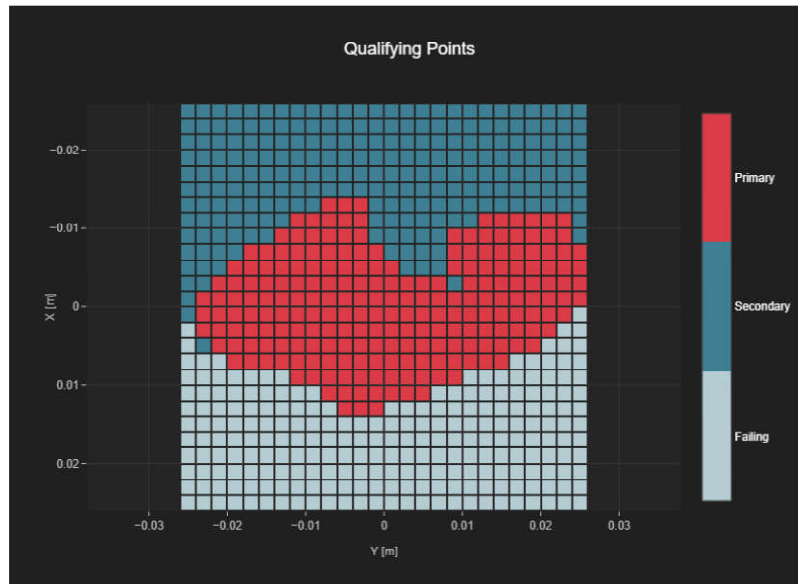 Qualifying Points
Primary
Secondary
Failing
X [m]
−0.02
−0.01
0
0.01
0.02
−0.03
−0.02
−0.01
0
0.01
0.02
0.03
Y [m]